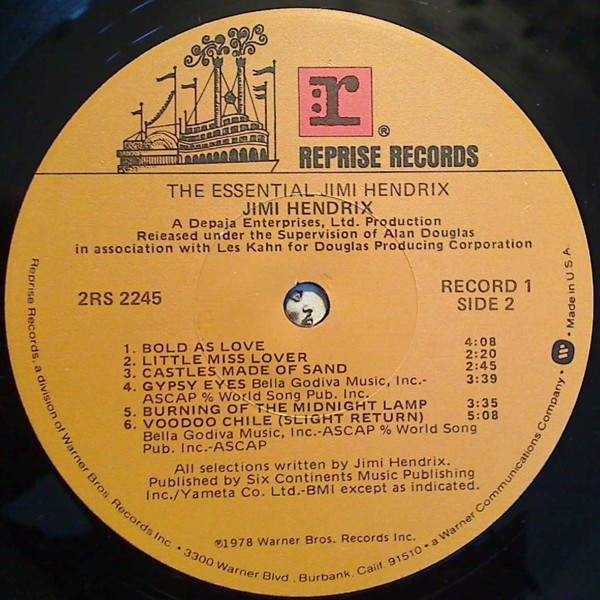 r
®
REPRISE RECORDS
THE ESSENTIAL JIMI HENDRIX
JIMI HENDRIX
A Depaja Enterprises, Ltd. Production
Released under the Supervision of Alan Douglas
in association with Les Kahn for Douglas Producing Corporation
2RS 2245
RECORD 1
SIDE 2
1. BOLD AS LOVE 4:08
2. LITTLE MISS LOVER 2:20
3. CASTLES MADE OF SAND 2:45
4. GYPSY EYES Bella Godiva Music, Inc.- 3:39
ASCAP % World Song Pub. Inc.
5. BURNING OF THE MIDNIGHT LAMP 3:35
6. VOODOO CHILE (SLIGHT RETURN) 5:08
Bella Godiva Music, Inc.-ASCAP % World Song
Pub. Inc.-ASCAP
All selections written by Jimi Hendrix.
Published by Six Continents Music Publishing
Inc./Yameta Co. Ltd.-BMI except as indicated.
℗1978 Warner Bros. Records Inc.
Reprise Records, a division of Warner Bros. Records Inc. • 3300 Warner Blvd., Burbank, Calif. 91510 • a Warner Communications Company • W • Made in U.S.A.